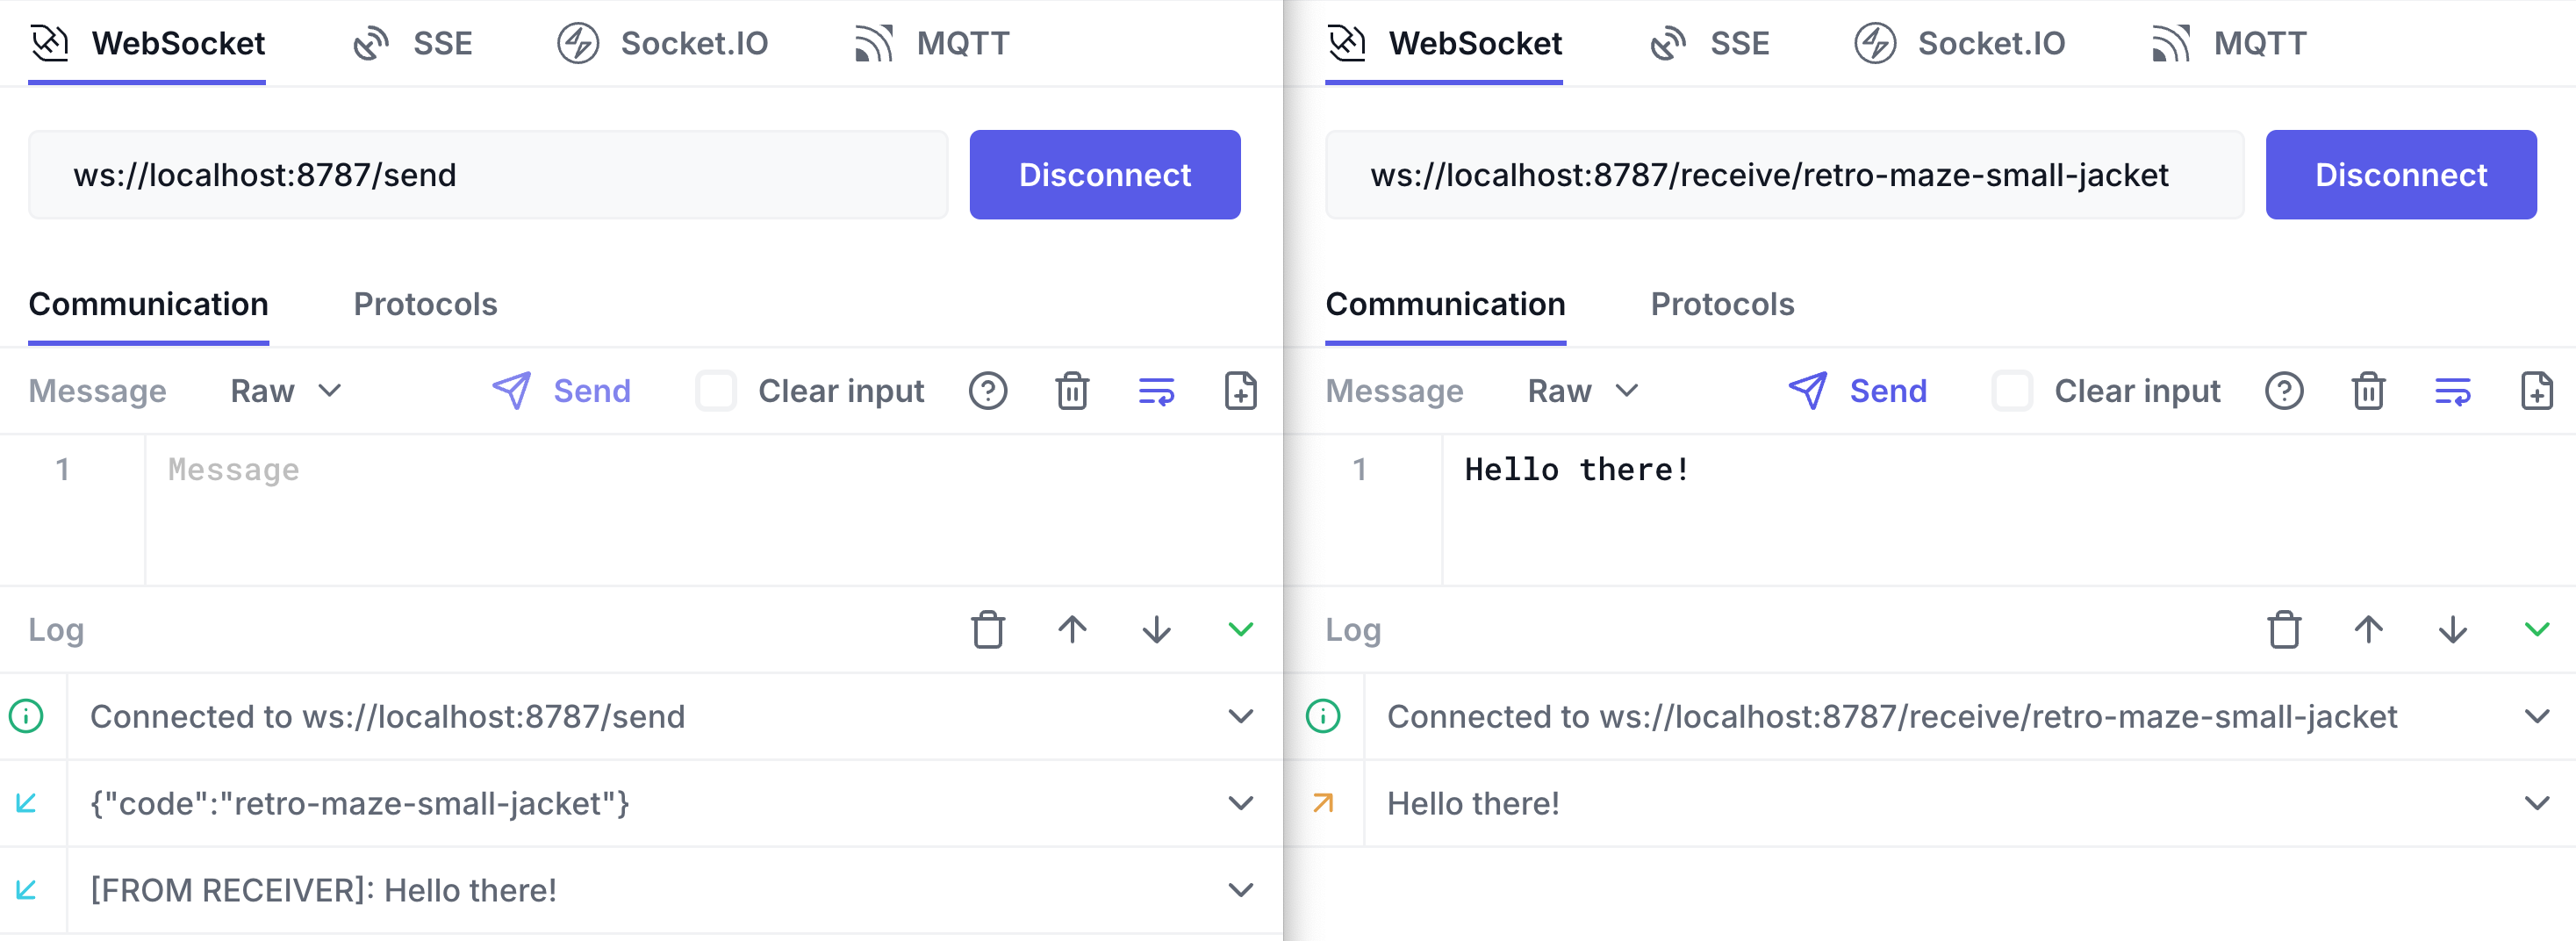 WebSocket SSE Socket.IO MQTT
ws://localhost:8787/send Disconnect
Communication Protocols
Message Raw Send Clear input
1 Message
Log
Connected to ws://localhost:8787/send
{"code":"retro-maze-small-jacket"}
[FROM RECEIVER]: Hello there!
WebSocket SSE Socket.IO MQTT
ws://localhost:8787/receive/retro-maze-small-jacket Disconnect
Communication Protocols
Message Raw Send Clear input
1 Hello there!
Log
Connected to ws://localhost:8787/receive/retro-maze-small-jacket
Hello there!